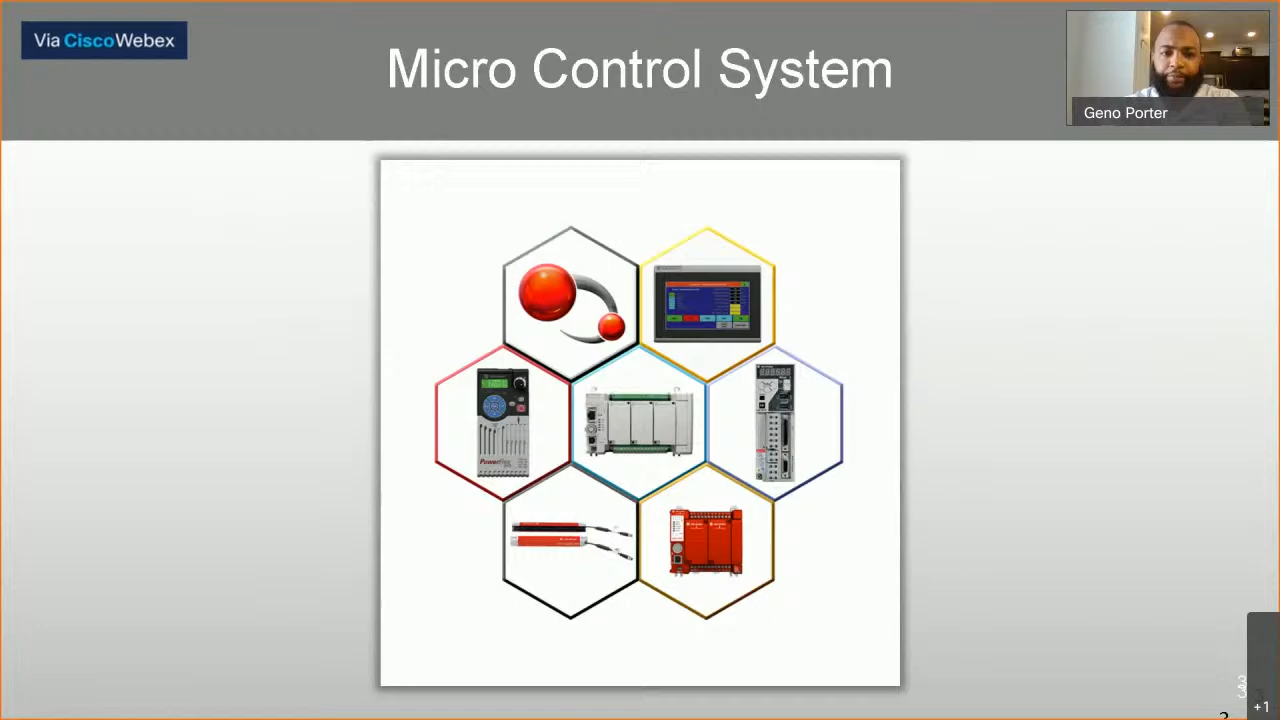 Via CiscoWebex
Micro Control System
Geno Porter
PowerFlex
+1